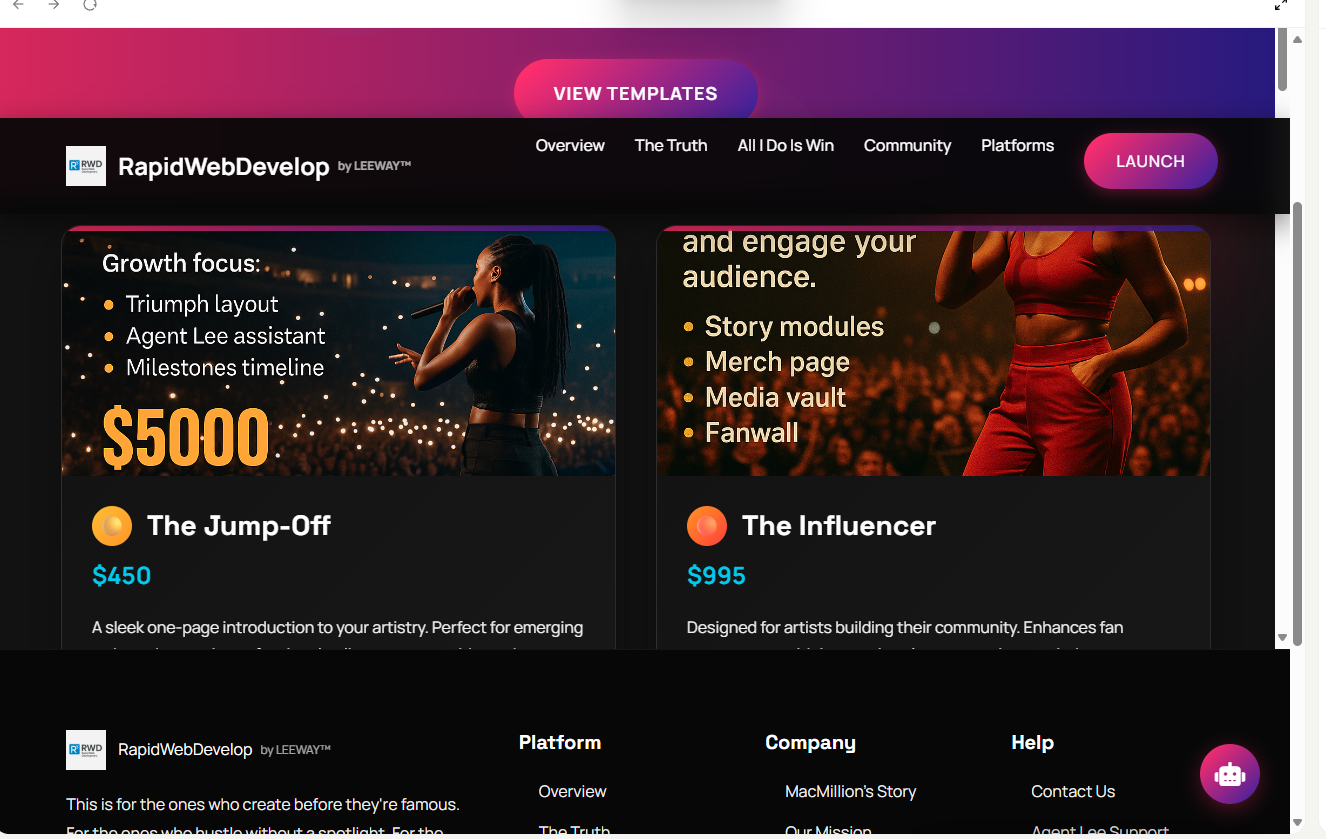 VIEW TEMPLATES
RWD
RapidWebDevelop by LEEWAY™
Overview
The Truth
All I Do Is Win
Community
Platforms
LAUNCH
Growth focus:
Triumph layout
Agent Lee assistant
Milestones timeline
$5000
The Jump-Off
$450
A sleek one-page introduction to your artistry. Perfect for emerging
and engage your
audience.
Story modules
Merch page
Media vault
Fanwall
The Influencer
$995
Designed for artists building their community. Enhances fan
RWD
RapidWebDevelop by LEEWAY™
This is for the ones who create before they're famous.
For the ones who hustle without a spotlight. For the
Platform
Overview
The Truth
Company
MacMillion's Story
Our Mission
Help
Contact Us
Agent Lee Support